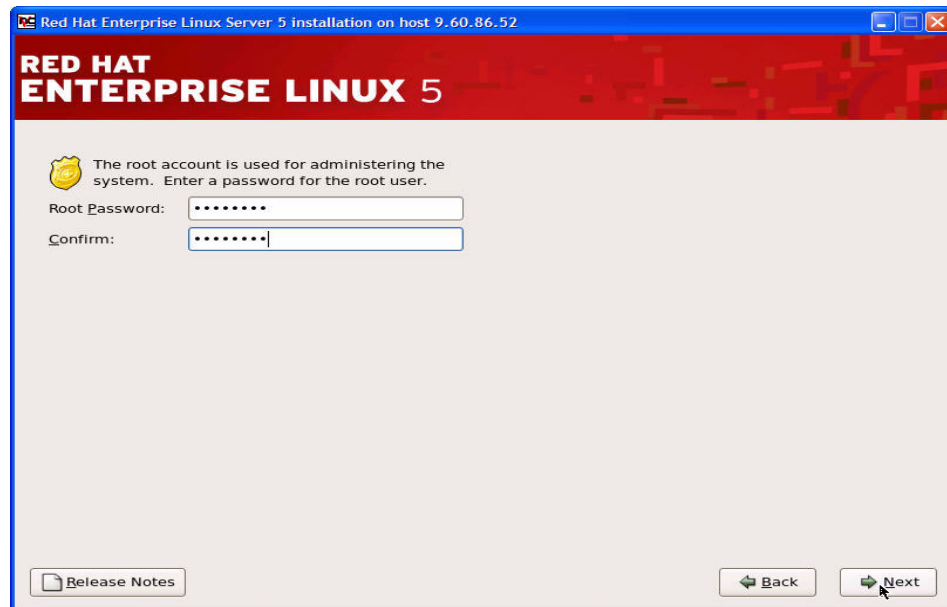 Red Hat Enterprise Linux Server 5 installation on host 9.60.86.52
RED HAT
ENTERPRISE LINUX 5
The root account is used for administering the
system.  Enter a password for the root user.
Root Password: ••••••••
Confirm: ••••••••
Release Notes
Back
Next